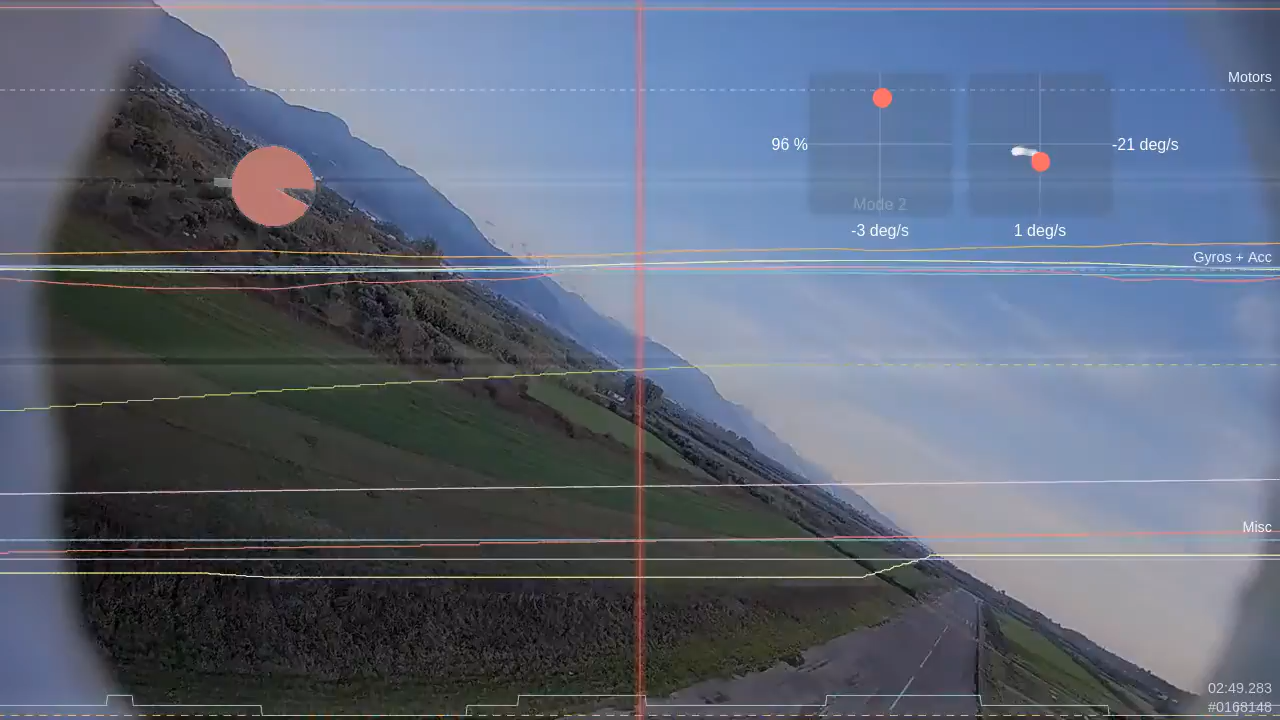 Motors
96 %
-21 deg/s
Mode 2
-3 deg/s
1 deg/s
Gyros + Acc
Misc
02:49.283
#0168148